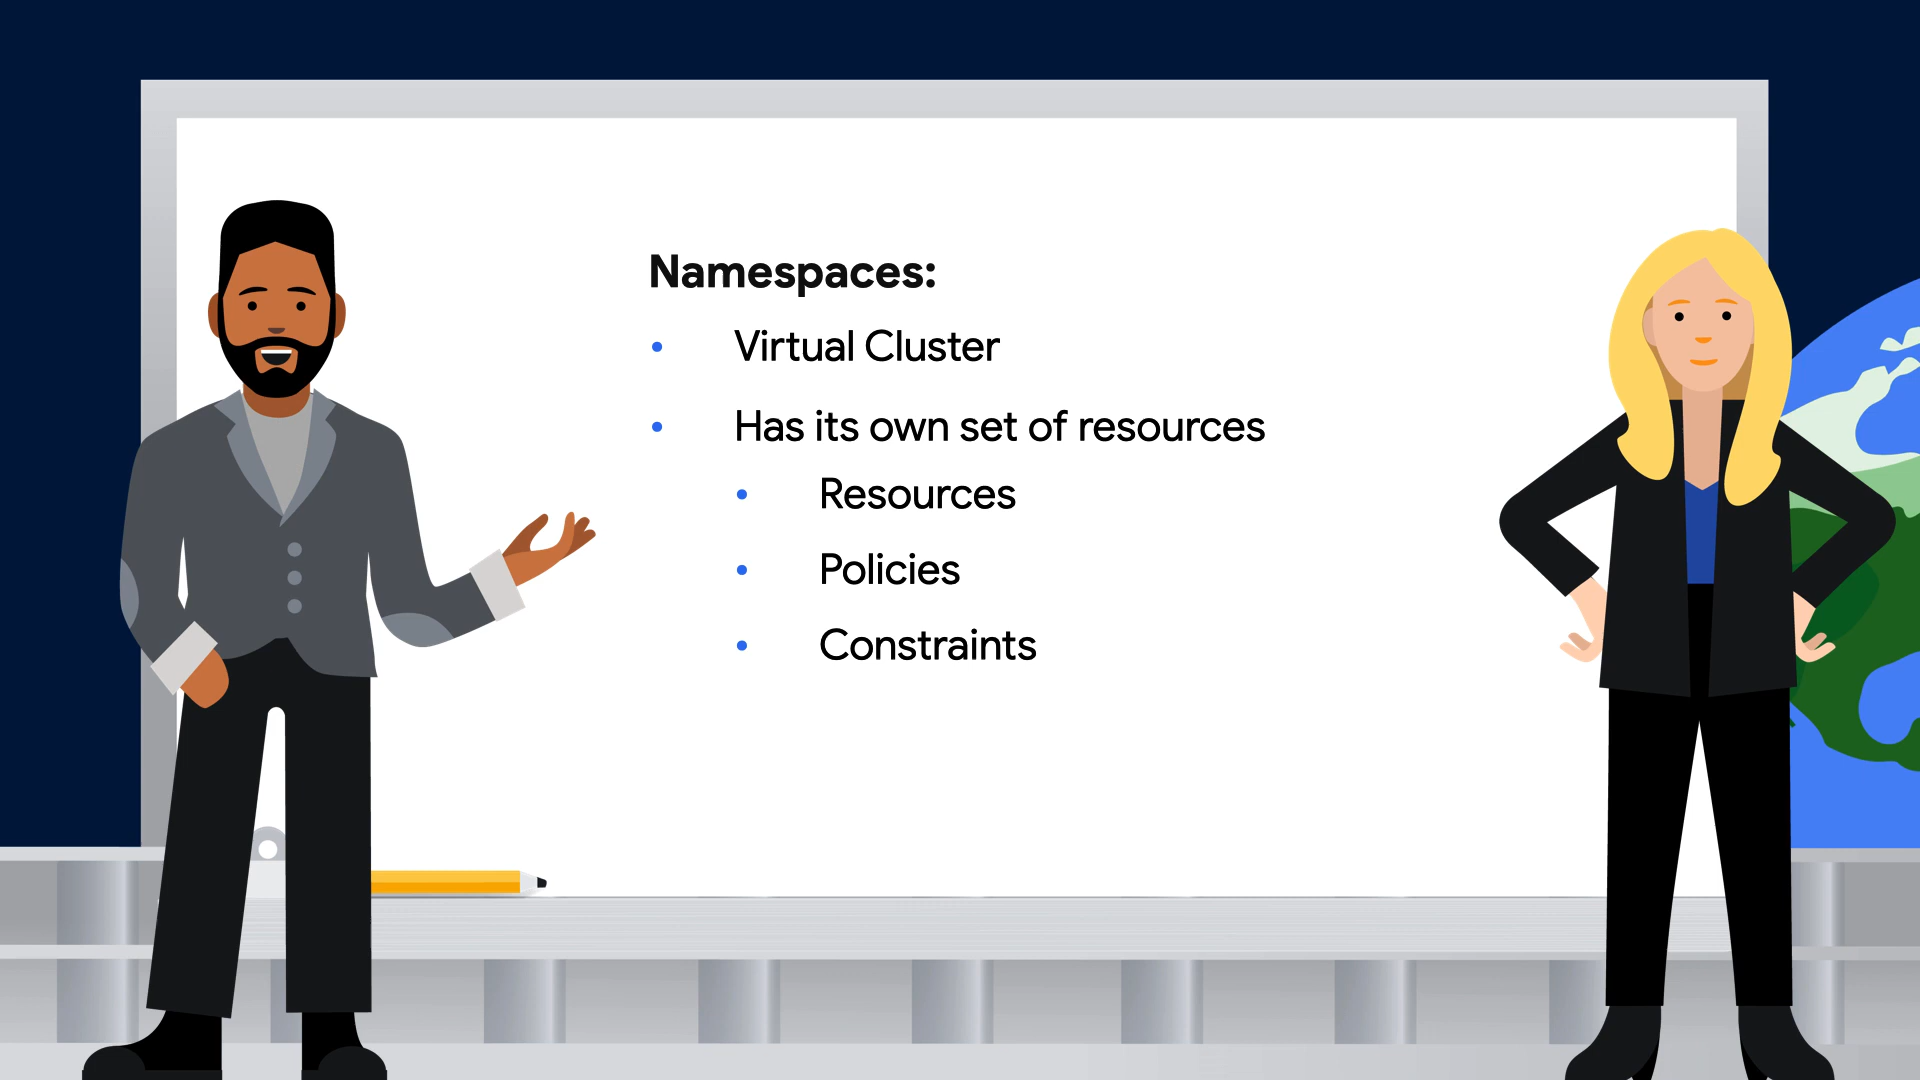 Namespaces:
• Virtual Cluster
• Has its own set of resources
• Resources
• Policies
• Constraints